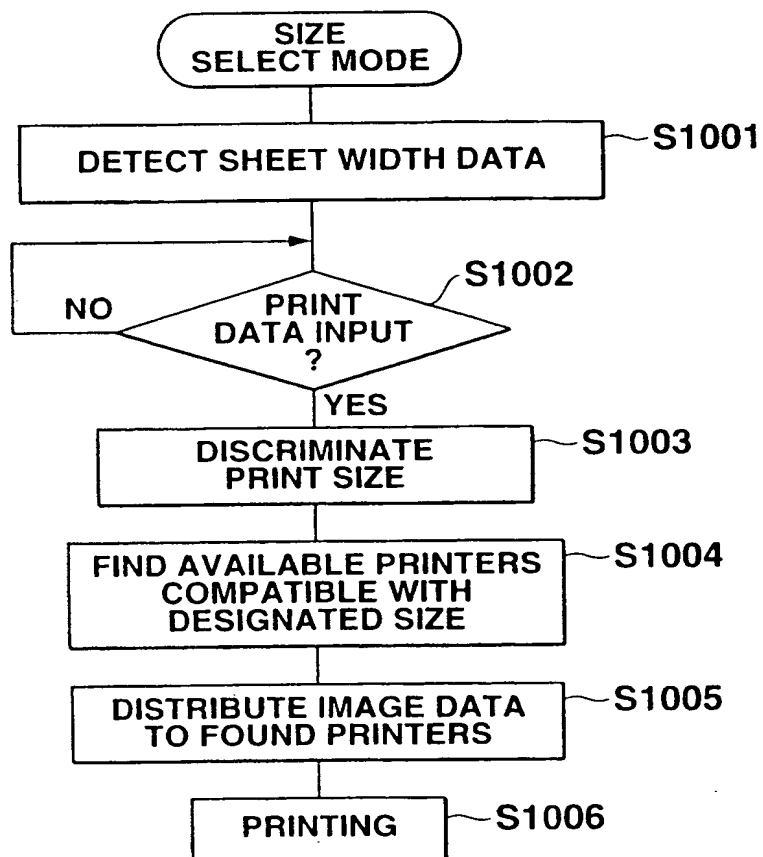 SIZE
SELECT MODE
DETECT SHEET WIDTH DATA
S1001
S1002
NO
PRINT
DATA INPUT
?
YES
DISCRIMINATE
PRINT SIZE
S1003
FIND AVAILABLE PRINTERS
COMPATIBLE WITH
DESIGNATED SIZE
S1004
DISTRIBUTE IMAGE DATA
TO FOUND PRINTERS
S1005
PRINTING
S1006